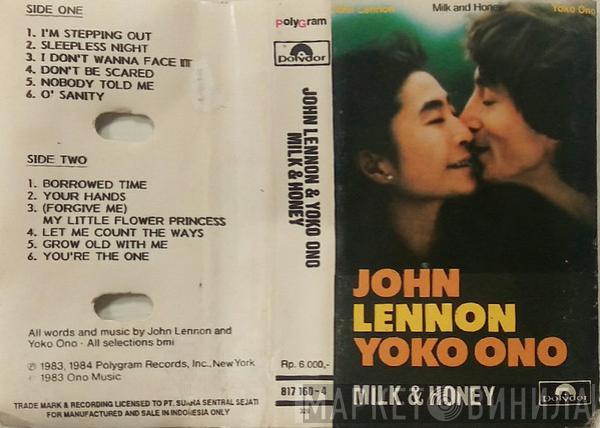 SIDE ONE
1. I'M STEPPING OUT
2. SLEEPLESS NIGHT
3. I DON'T WANNA FACE IT
4. DON'T BE SCARED
5. NOBODY TOLD ME
6. O' SANITY
SIDE TWO
1. BORROWED TIME
2. YOUR HANDS
3. (FORGIVE ME)
MY LITTLE FLOWER PRINCESS
4. LET ME COUNT THE WAYS
5. GROW OLD WITH ME
6. YOU'RE THE ONE
All words and music by John Lennon and
Yoko Ono · All selections bmi
℗ 1983, 1984 Polygram Records, Inc., New York
© 1983 Ono Music
TRADE MARK & RECORDING LICENSED TO PT. SUARA SENTRAL SEJATI
FOR MANUFACTURED AND SALE IN INDONESIA ONLY
PolyGram
Polydor
JOHN LENNON & YOKO ONO
MILK & HONEY
Rp. 6.000,-
817 160-4
John Lennon Milk and Honey Yoko Ono
JOHN
LENNON
YOKO ONO
MILK & HONEY
Polydor
МАРКЕТ ВИНИЛА